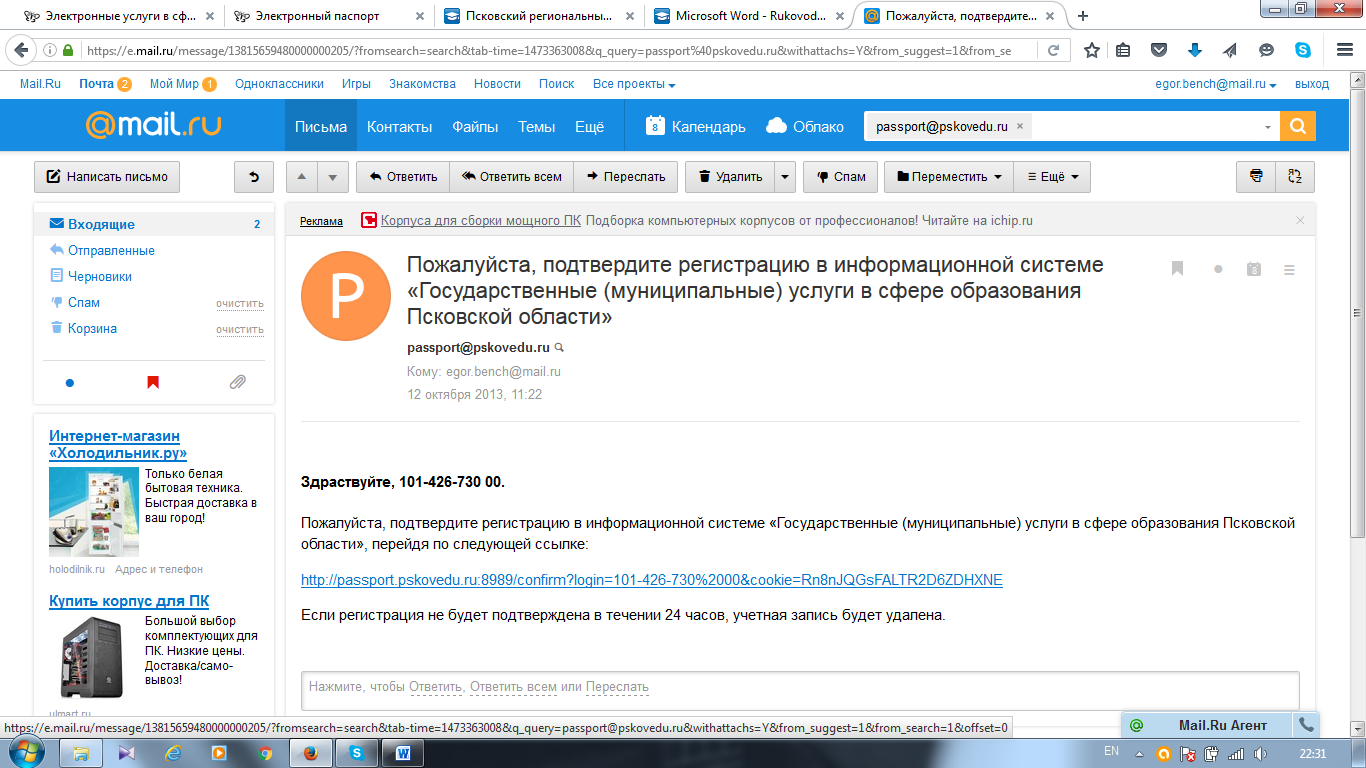 Электронные услуги в сф... × Электронный паспорт × Псковский региональны... × Microsoft Word - Rukovod... × Пожалуйста, подтвердите... × +
https://e.mail.ru/message/13815659480000000205/?fromsearch=search&tab-time=1473363008&q_query=passport%40pskovedu.ru&withattachs=Y&from_suggest=1&from_se
Mail.Ru Почта 2 Мой Мир 1 Одноклассники Игры Знакомства Новости Поиск Все проекты egor.bench@mail.ru выход
@mail.ru Письма Контакты Файлы Темы Ещё 8 Календарь Облако passport@pskovedu.ru ×
Написать письмо Ответить Ответить всем Переслать Удалить Спам Переместить Ещё
Входящие 2
Отправленные
Черновики
Спам очистить
Корзина очистить
Интернет-магазин
«Холодильник.ру»
Только белая
бытовая техника.
Быстрая доставка в
ваш город!
holodilnik.ru Адрес и телефон
Купить корпус для ПК
Большой выбор
комплектующих для
ПК. Низкие цены.
Доставка/само-
вывоз!
ulmart.ru
Реклама Корпуса для сборки мощного ПК Подборка компьютерных корпусов от профессионалов! Читайте на ichip.ru ×
P
Пожалуйста, подтвердите регистрацию в информационной системе
«Государственные (муниципальные) услуги в сфере образования
Псковской области»
8
passport@pskovedu.ru
Кому: egor.bench@mail.ru
12 октября 2013, 11:22
Здраствуйте, 101-426-730 00.
Пожалуйста, подтвердите регистрацию в информационной системе «Государственные (муниципальные) услуги в сфере образования Псковской
области», перейдя по следующей ссылке:
http://passport.pskovedu.ru:8989/confirm?login=101-426-730%2000&cookie=Rn8nJQGsFALTR2D6ZDHXNE
Если регистрация не будет подтверждена в течении 24 часов, учетная запись будет удалена.
Нажмите, чтобы Ответить, Ответить всем или Переслать
https://e.mail.ru/message/13815659480000000205/?fromsearch=search&tab-time=1473363008&q_query=passport@pskovedu.ru&withattachs=Y&from_suggest=1&from_search=1&offset=0
@ Mail.Ru Агент
EN 22:31